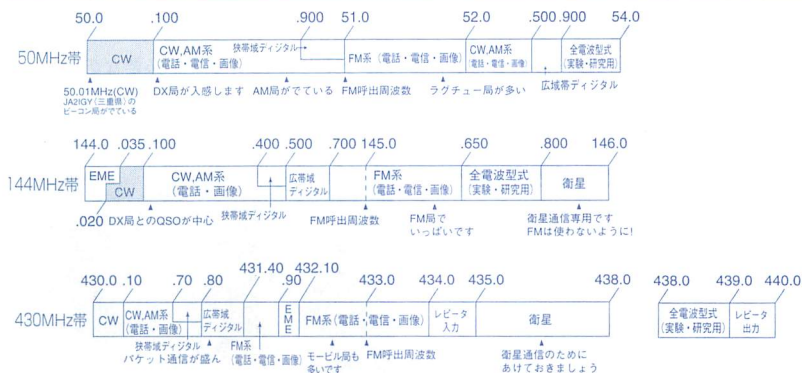 50.0 .100 .900 51.0 52.0 .500 .900 54.0
50MHz帯
CW
CW,AM系
(電話・電信・画像)
狭帯域ディジタル
FM系(電話・電信・画像)
CW,AM系
(電話・電信・画像)
全電波型式
(実験・研究用)
広域帯ディジタル
50.01MHz(CW)
JA2IGY(三重県)の
ビーコン局がでている
DX局が入感します
AM局がでている
FM呼出周波数
ラグチュー局が多い
144.0 .035 .100 .400 .500 .700 145.0 .650 .800 146.0
144MHz帯
EME
CW
CW,AM系
(電話・画像)
広帯域
ディジタル
FM系
(電話・電信・画像)
全電波型式
(実験・研究用)
衛星
.020
DX局とのQSOが中心
狭帯域ディジタル
FM呼出周波数
FM局で
いっぱいです
衛星通信専用です
FMは使わないように!
430.0 .10 .70 .80 431.40 .90 432.10 433.0 434.0 435.0 438.0 438.0 439.0 440.0
430MHz帯
CW
CW,AM系
(電話・画像)
広帯域
ディジタル
EME
FM系(電話・電信・画像)
レピータ
入力
衛星
全電波型式
(実験・研究用)
レピータ
出力
狭帯域ディジタル
パケット通信が盛ん
FM系
(電話・電信・画像)
モービル局も
多いです
FM呼出周波数
衛星通信のために
あけておきましょう